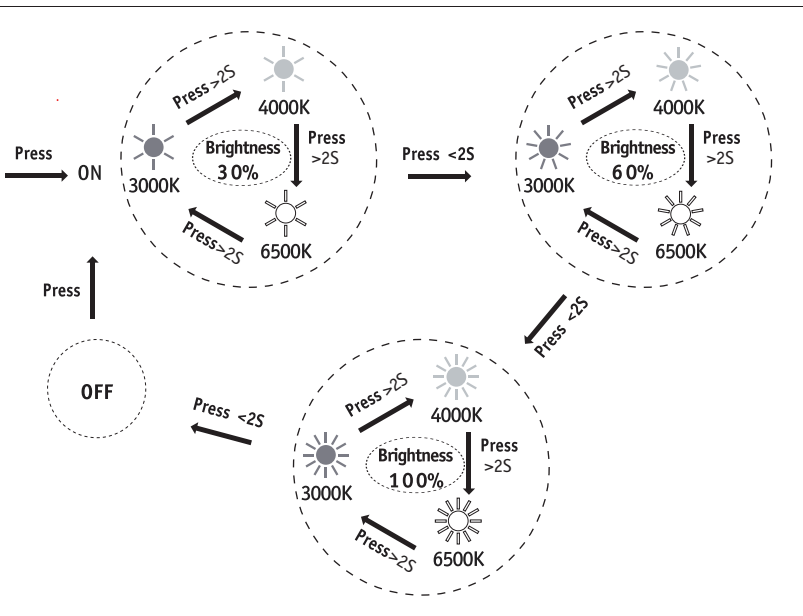 Press
ON
Press >2S
4000K
Press
>2S
Brightness
30%
3000K
6500K
Press>2S
Press <2S
Press >2S
4000K
Press
>2S
Brightness
60%
3000K
6500K
Press>2S
Press <2S
Press >2S
4000K
Press
>2S
Brightness
100%
3000K
6500K
Press>2S
Press <2S
OFF
Press